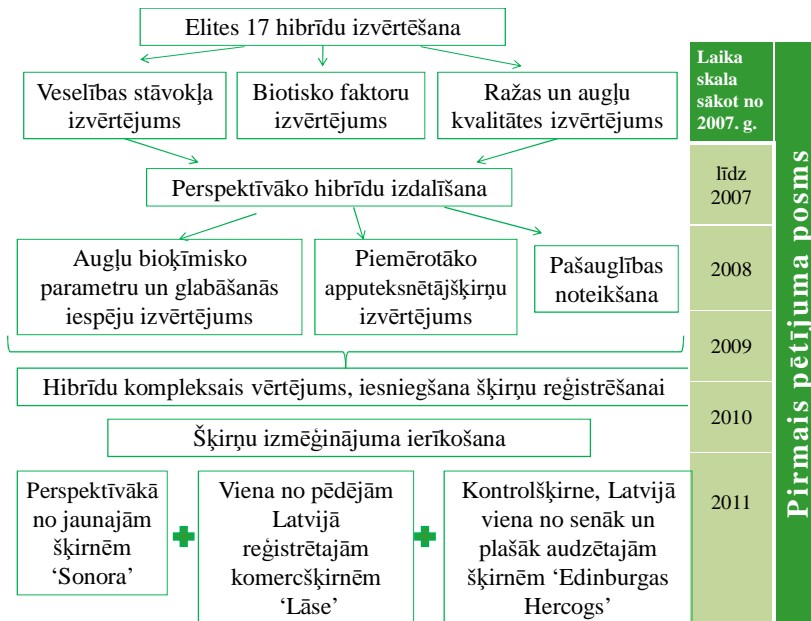 Elites 17 hibrīdu izvērtēšana
Veselības stāvokļa
izvērtējums
Biotisko faktoru
izvērtējums
Ražas un augļu
kvalitātes izvērtējums
Perspektīvāko hibrīdu izdalīšana
Augļu bioķīmisko
parametru un glabāšanās
iespēju izvērtējums
Piemērotāko
apputeksnētājšķirņu
izvērtējums
Pašauglības
noteikšana
Hibrīdu kompleksais vērtējums, iesniegšana šķirņu reģistrēšanai
Šķirņu izmēģinājuma ierīkošana
Perspektīvākā
no jaunajām
šķirnēm
‘Sonora’
Viena no pēdējām
Latvijā
reģistrētajām
komercšķirnēm
‘Lāse’
Kontrolšķirne, Latvijā
viena no senāk un
plašāk audzētajām
šķirnēm ‘Edinburgas
Hercogs’
Laika
skala
sākot no
2007. g.
līdz
2007
2008
2009
2010
2011
Pirmais pētījuma posms